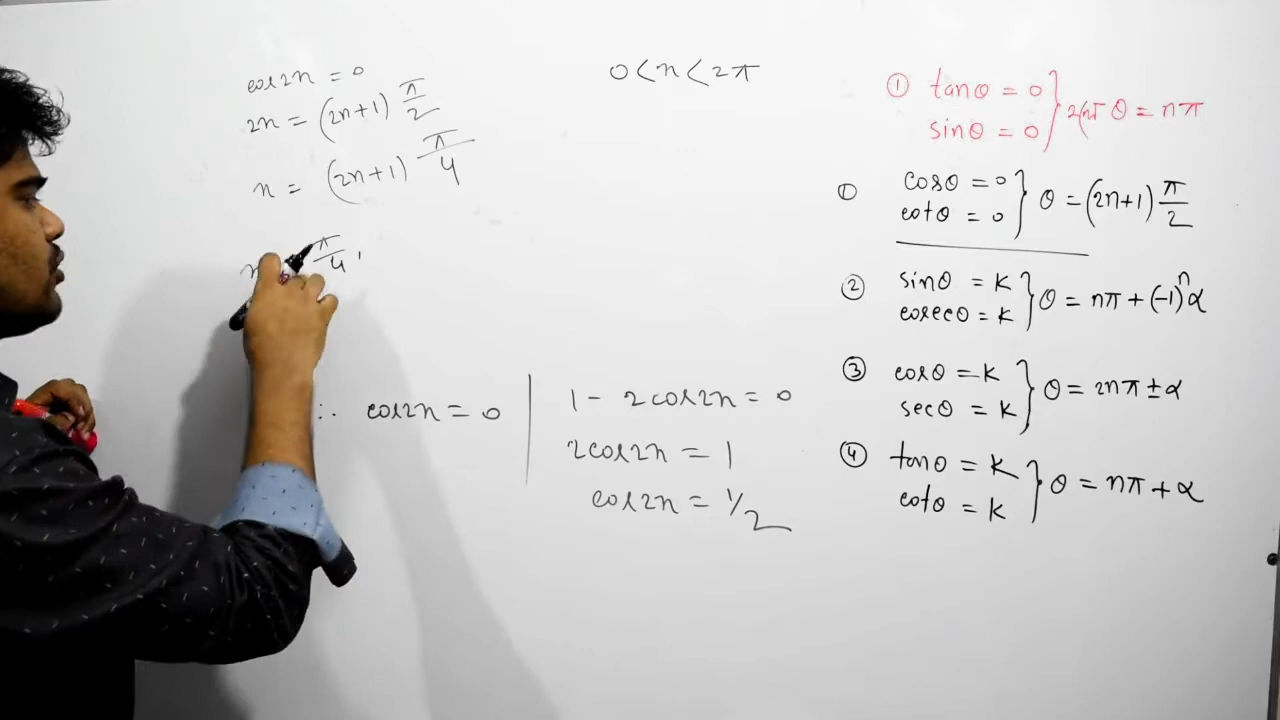 cos2x = 0
2x = (2n+1) π/2
x = (2n+1) π/4
π/4 ,
0 < x < 2π
∴ cos2x = 0
1 - 2cos2x = 0
2cos2x = 1
cos2x = 1/2
① tanθ = 0
sinθ = 0 } θ = nπ
① cosθ = 0
cotθ = 0 } θ = (2n+1) π/2
② sinθ = K
cosecθ = K } θ = nπ + (-1)ⁿα
③ cosθ = K
secθ = K } θ = 2nπ ± α
④ tanθ = K
cotθ = K } θ = nπ + α